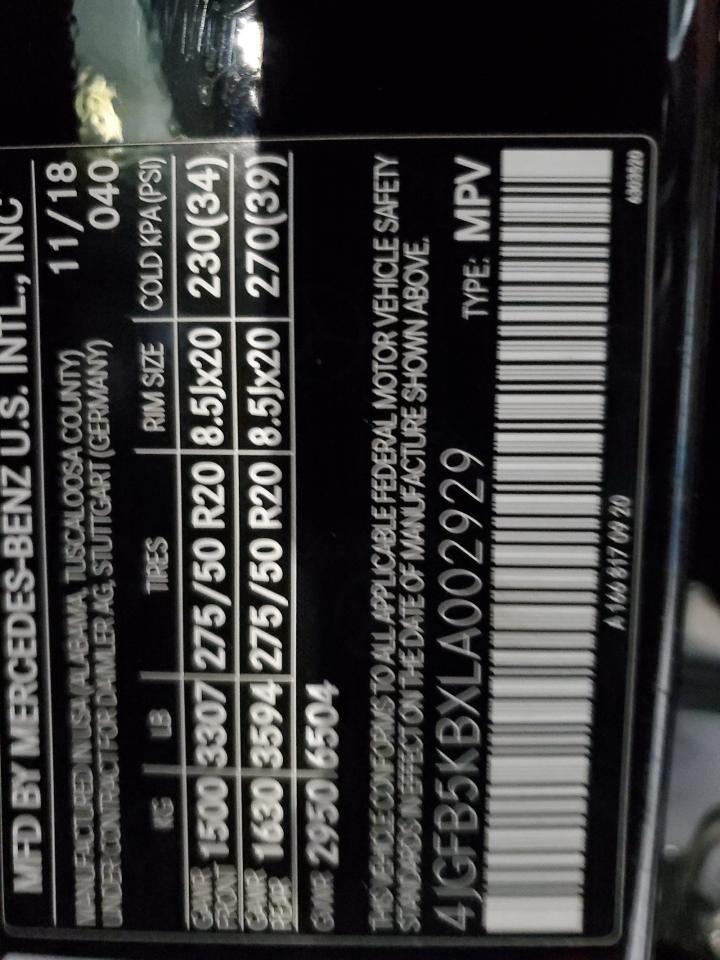 MFD BY MERCEDES-BENZ U.S. INTL., INC
MANUFACTURED IN USA (ALABAMA, TUSCALOOSA COUNTY) 11/18
UNDER CONTRACT FOR DAIMLER AG, STUTTGART (GERMANY) 040
KG LB TIRES RIM SIZE COLD KPA (PSI)
GAWR FRONT 1500 3307 275/50 R20 8.5Jx20 230(34)
GAWR REAR 1630 3594 275/50 R20 8.5Jx20 270(39)
GVWR 2950 6504
THIS VEHICLE CONFORMS TO ALL APPLICABLE FEDERAL MOTOR VEHICLE SAFETY
STANDARDS IN EFFECT ON THE DATE OF MANUFACTURE SHOWN ABOVE.
4JGFB5KBXLA002929 TYPE: MPV
A 166 817 09 20